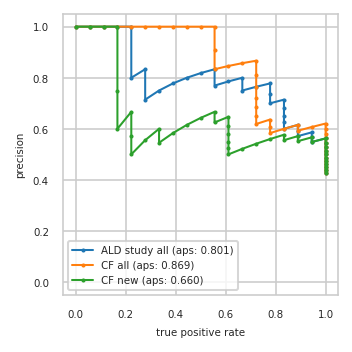 1.0
0.8
0.6
0.4
0.2
0.0
precision
ALD study all (aps: 0.801)
CF all (aps: 0.869)
CF new (aps: 0.660)
0.0 0.2 0.4 0.6 0.8 1.0
true positive rate